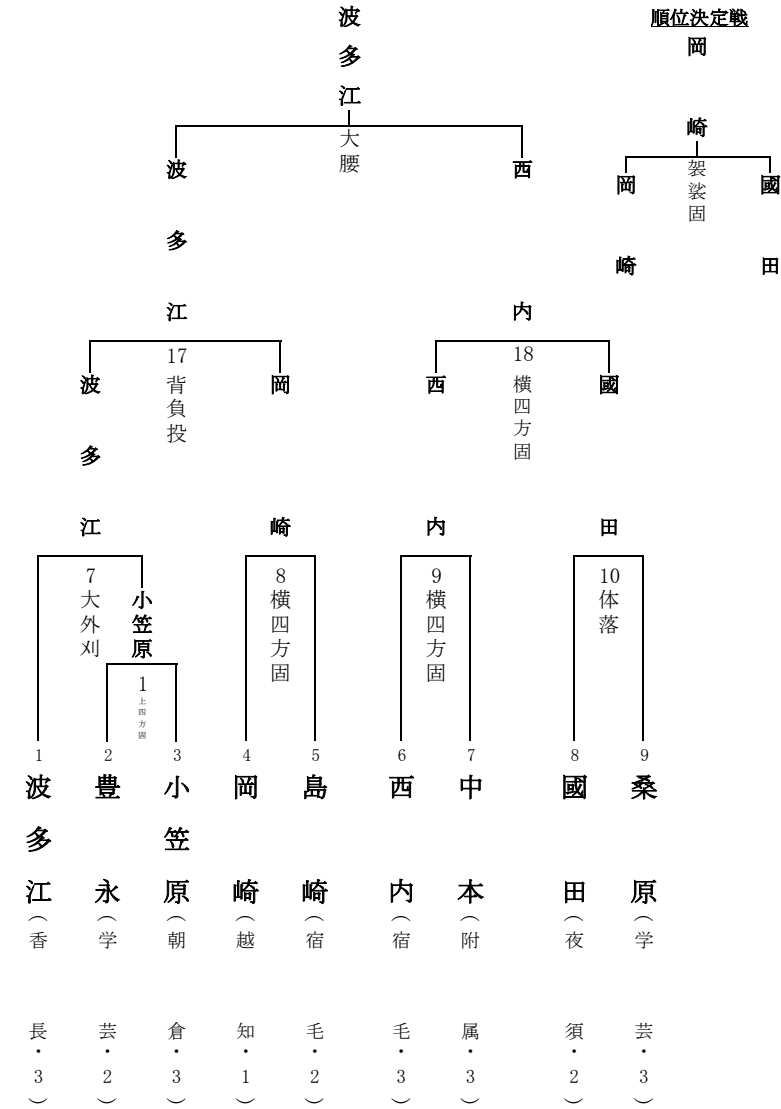 波多江
大腰
順位決定戦
岡崎
袈裟固
岡崎
國田
波多江
西内
17
背負投
18
横四方固
波多江
岡崎
西内
國田
7
大外刈
小笠原
1
上四方固
8
横四方固
9
横四方固
10
体落
1
波多江(香長・3)
2
豊永(学芸・2)
3
小笠原(朝倉・3)
4
岡崎(越知・1)
5
島崎(宿毛・2)
6
西内(宿毛・3)
7
中本(附属・3)
8
國田(夜須・2)
9
桑原(学芸・3)